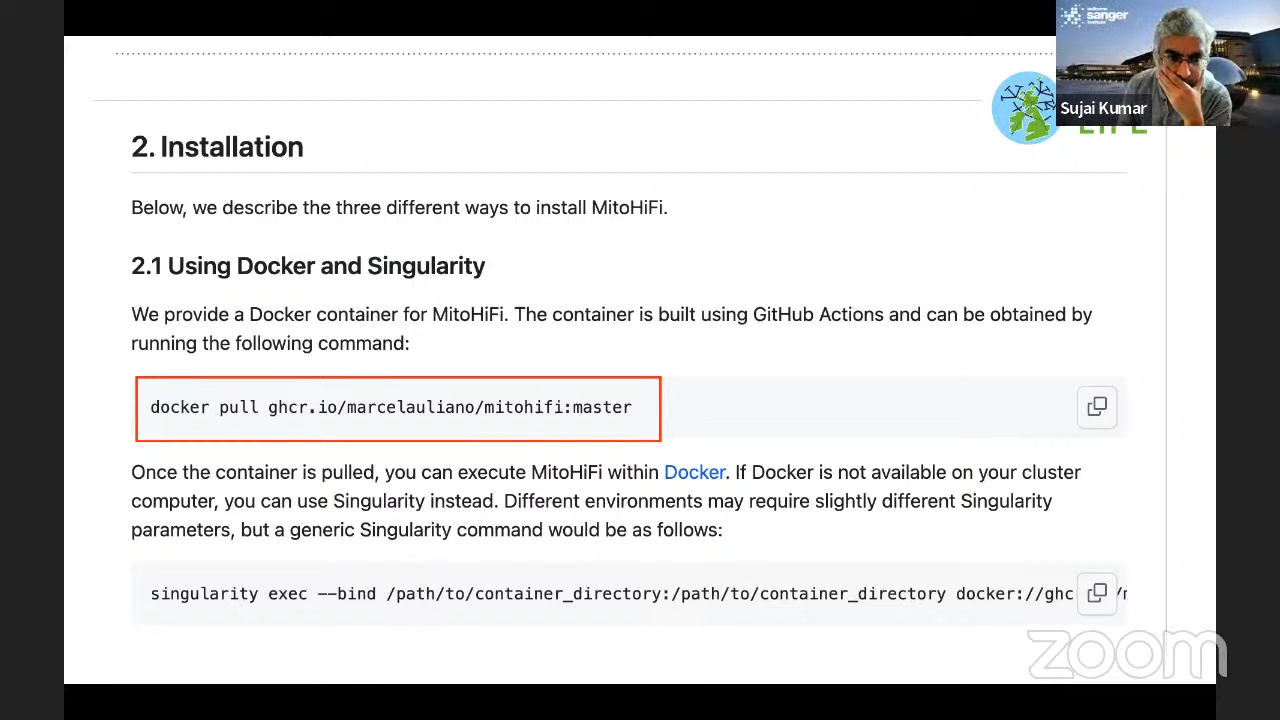 sanger
Sujai Kumar
2. Installation
Below, we describe the three different ways to install MitoHiFi.
2.1 Using Docker and Singularity
We provide a Docker container for MitoHiFi. The container is built using GitHub Actions and can be obtained by
running the following command:
docker pull ghcr.io/marcelauliano/mitohifi:master
Once the container is pulled, you can execute MitoHiFi within Docker. If Docker is not available on your cluster
computer, you can use Singularity instead. Different environments may require slightly different Singularity
parameters, but a generic Singularity command would be as follows:
singularity exec --bind /path/to/container_directory:/path/to/container_directory docker://ghc
zoom